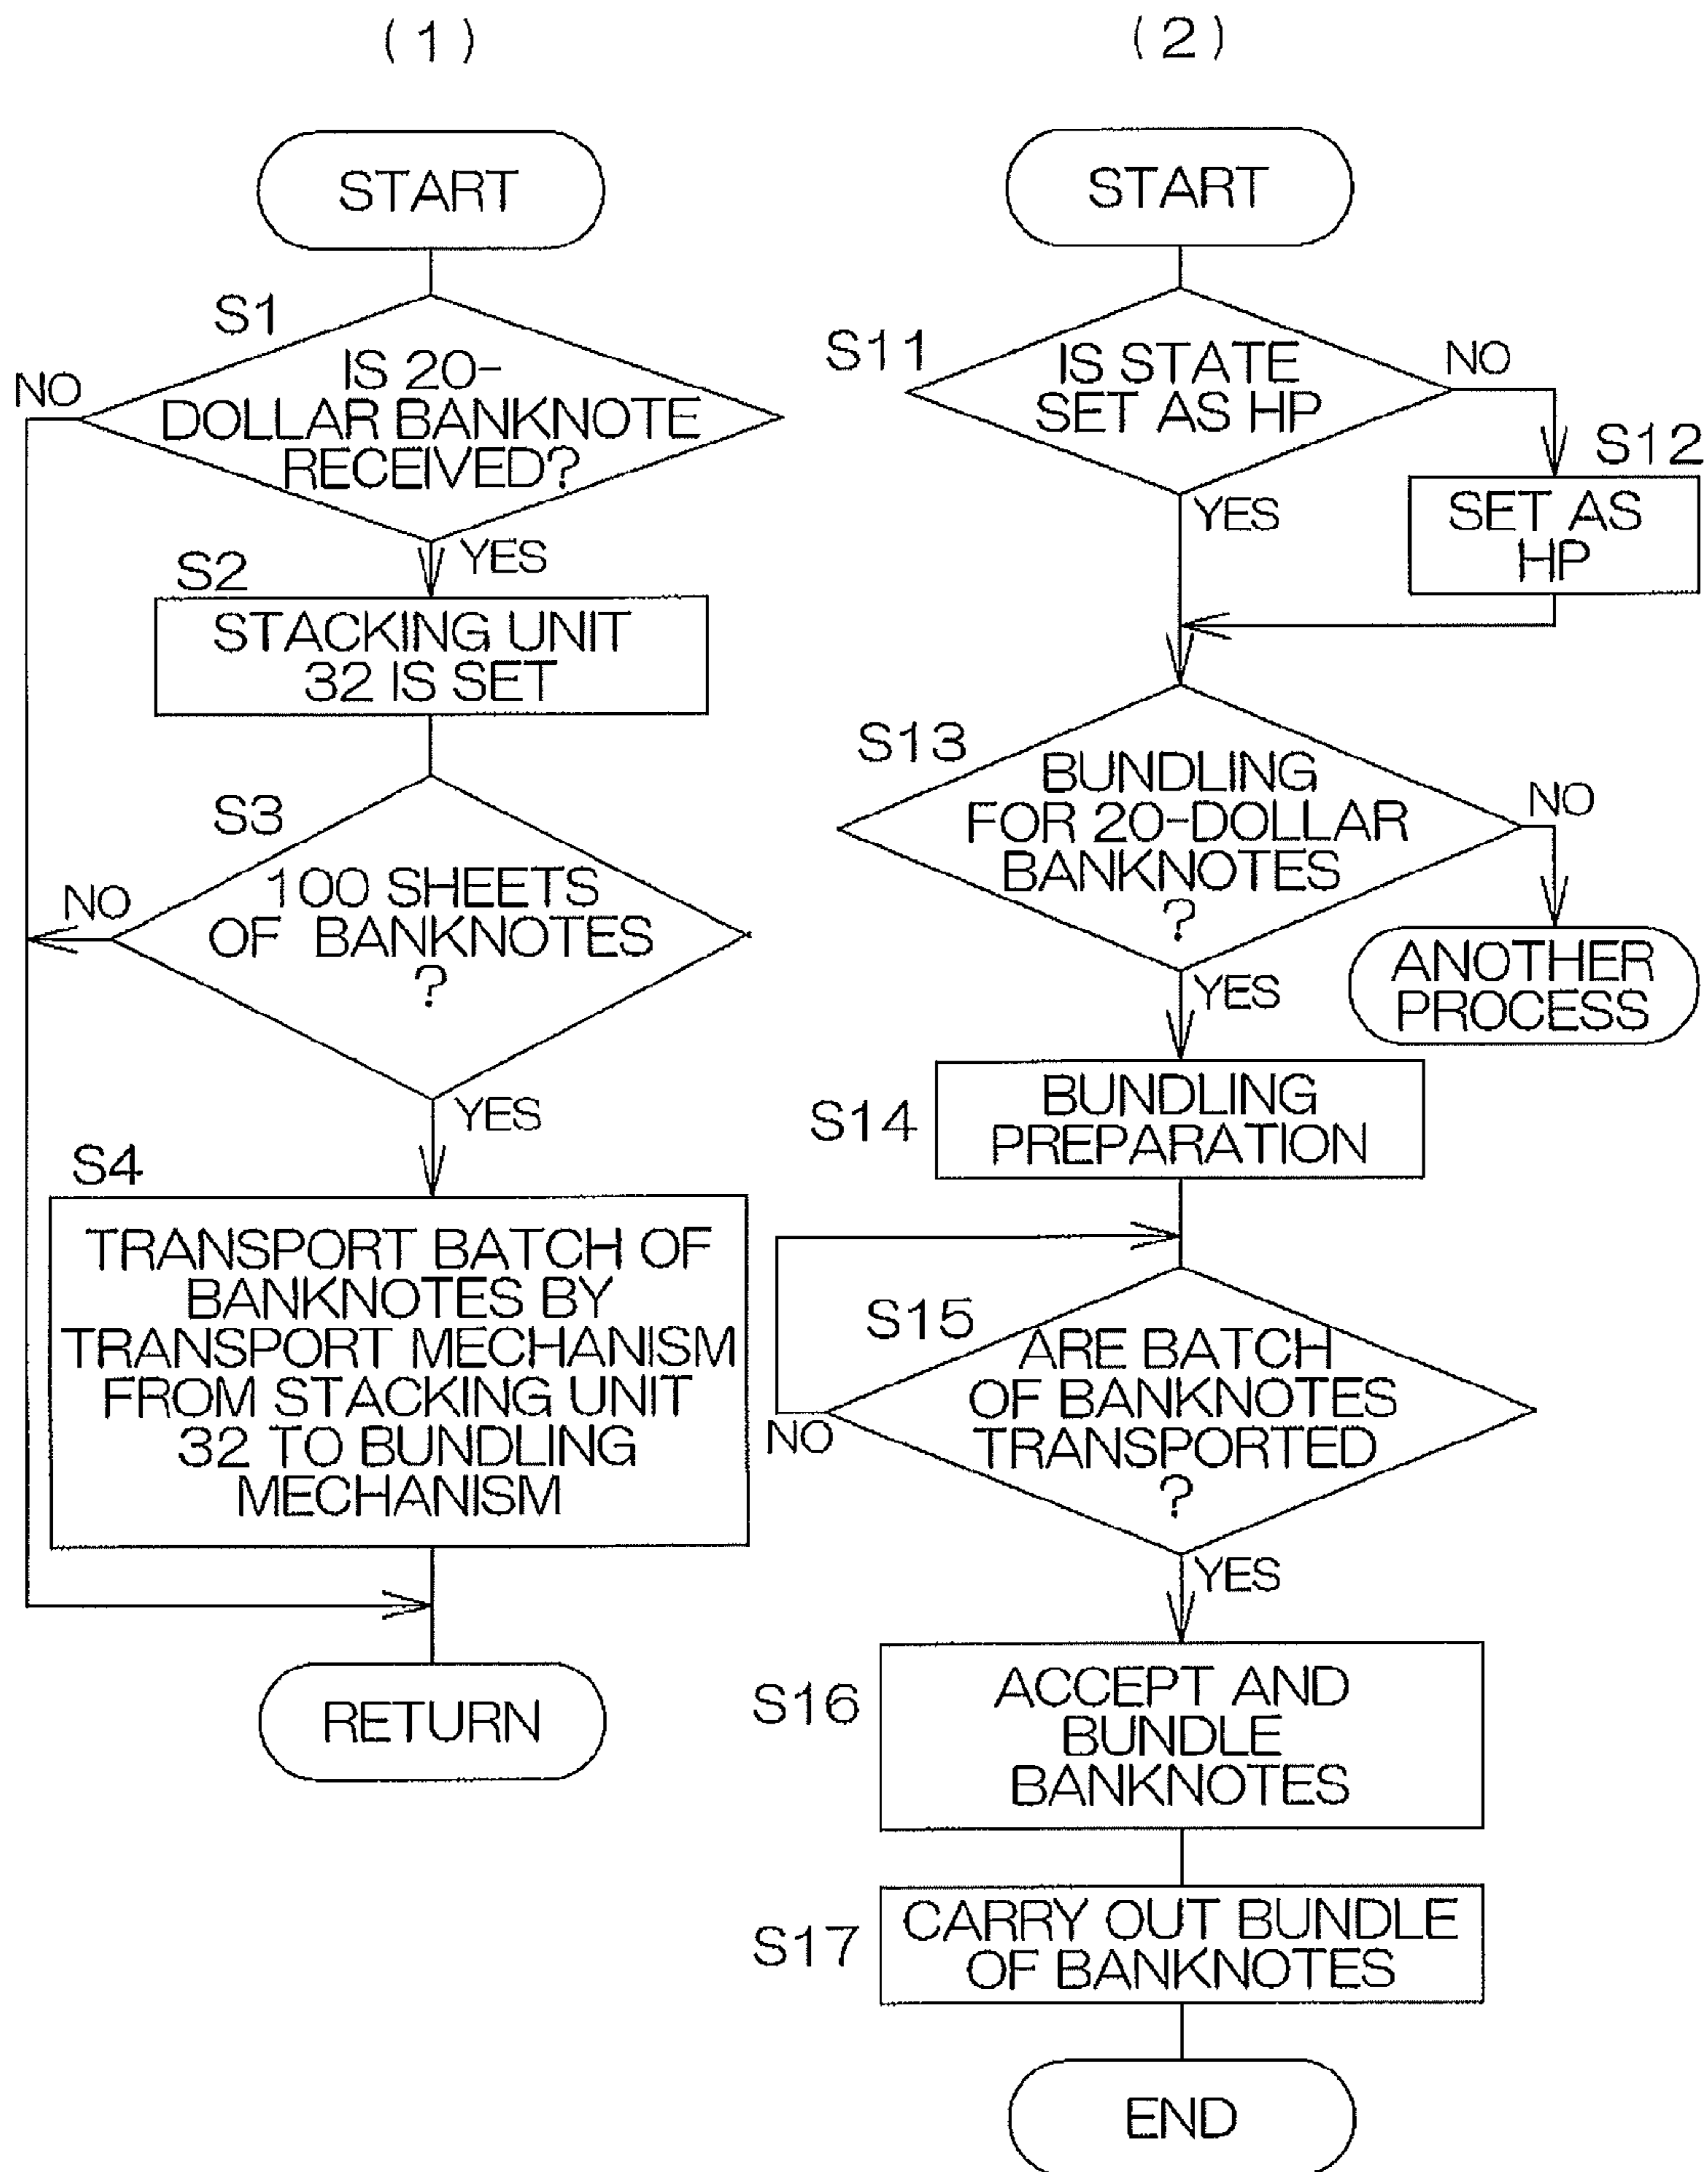 (1)
START
S1
IS 20-
DOLLAR BANKNOTE
RECEIVED?
NO
YES
S2
STACKING UNIT
32 IS SET
S3
100 SHEETS
OF BANKNOTES
?
NO
YES
S4
TRANSPORT BATCH OF
BANKNOTES BY
TRANSPORT MECHANISM
FROM STACKING UNIT
32 TO BUNDLING
MECHANISM
RETURN
(2)
START
S11
IS STATE
SET AS HP
NO
S12
SET AS
HP
YES
S13
BUNDLING
FOR 20-DOLLAR
BANKNOTES
?
NO
ANOTHER
PROCESS
YES
S14
BUNDLING
PREPARATION
S15
ARE BATCH
OF BANKNOTES
TRANSPORTED
?
NO
YES
S16
ACCEPT AND
BUNDLE
BANKNOTES
S17
CARRY OUT BUNDLE
OF BANKNOTES
END